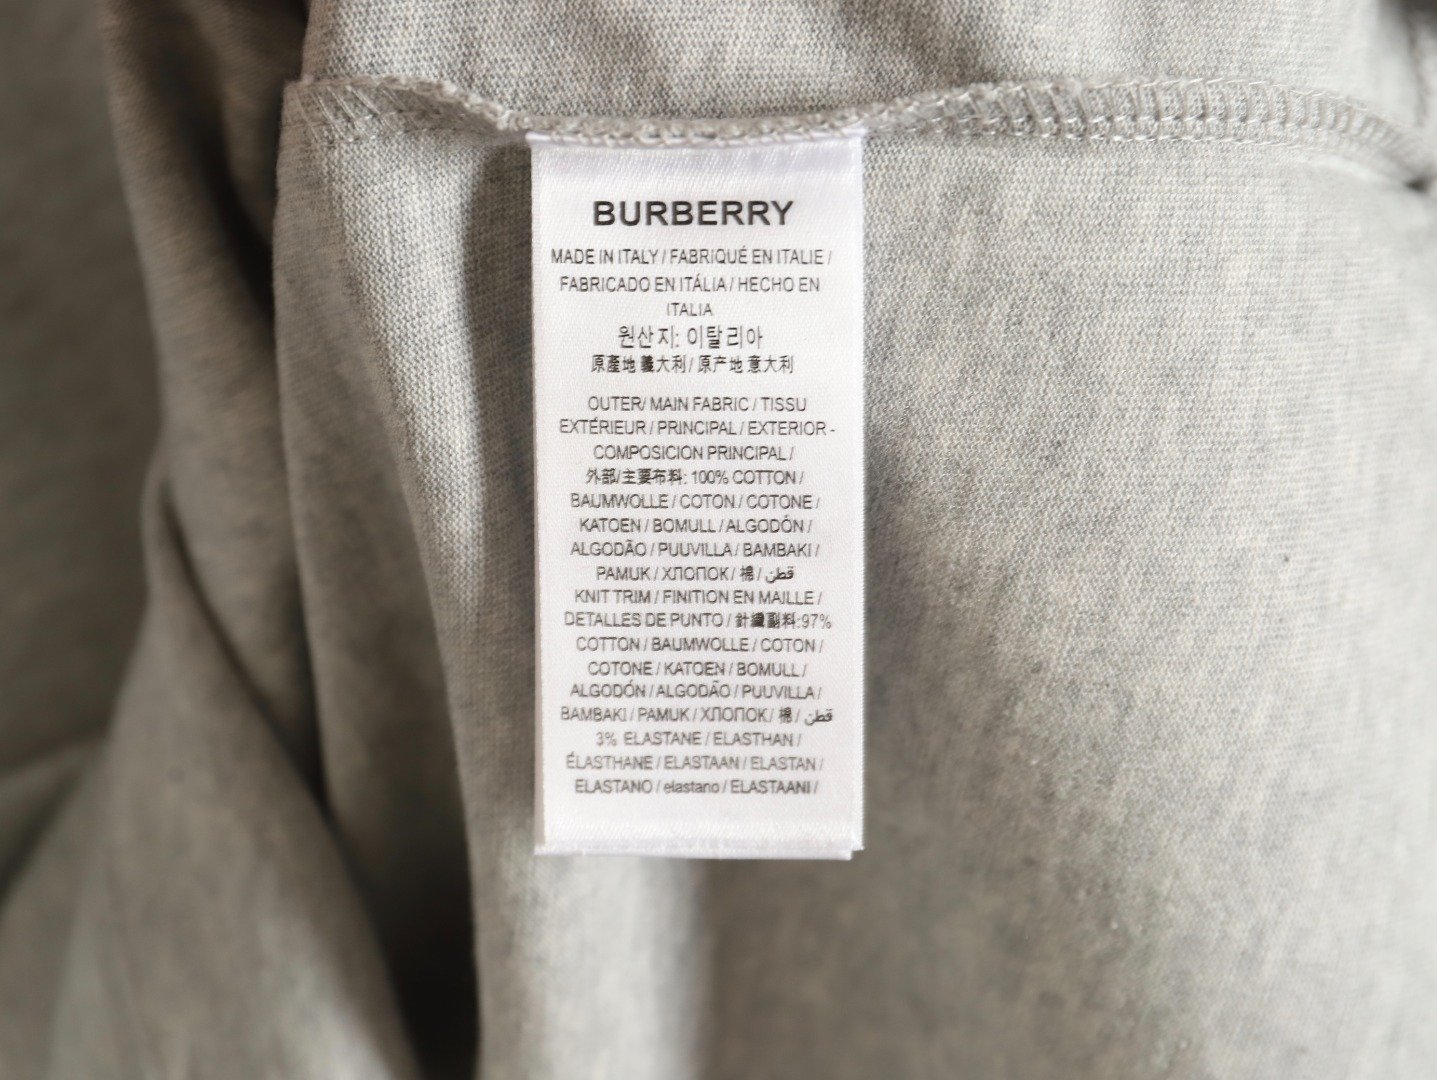 BURBERRY
MADE IN ITALY / FABRIQUÉ EN ITALIE /
FABRICADO EN ITÁLIA / HECHO EN
ITALIA
원산지: 이탈리아
原產地 義大利 / 原产地 意大利
OUTER/ MAIN FABRIC / TISSU
EXTÉRIEUR / PRINCIPAL / EXTERIOR -
COMPOSICION PRINCIPAL /
外部/主要布料: 100% COTTON /
BAUMWOLLE / COTON / COTONE /
KATOEN / BOMULL / ALGODÓN /
ALGODÃO / PUUVILLA / BAMBAKI /
PAMUK / ХЛОПОК / 棉 / قطن
KNIT TRIM / FINITION EN MAILLE /
DETALLES DE PUNTO / 針織副料:97%
COTTON / BAUMWOLLE / COTON /
COTONE / KATOEN / BOMULL /
ALGODÓN / ALGODÃO / PUUVILLA /
BAMBAKI / PAMUK / ХЛОПОК/ 棉 / قطن
3% ELASTANE / ELASTHAN /
ÉLASTHANE / ELASTAAN / ELASTAN /
ELASTANO / elastano / ELASTAANI /